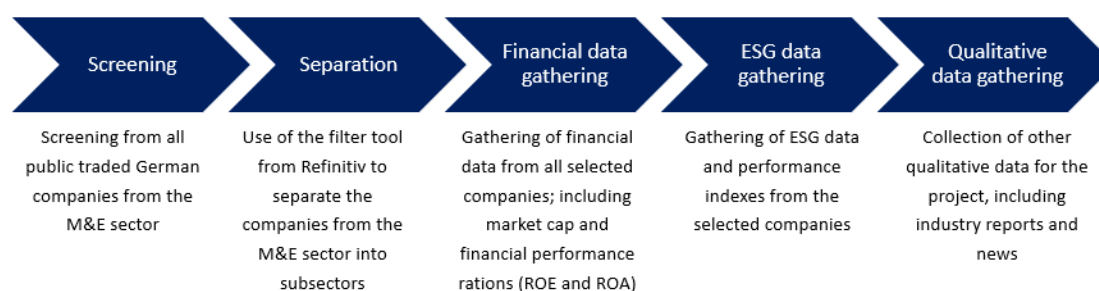 Screening
Screening from all
public traded German
companies from the
M&E sector
Separation
Use of the filter tool
from Refinitiv to
separate the
companies from the
M&E sector into
subsectors
Financial data
gathering
Gathering of financial
data from all selected
companies; including
market cap and
financial performance
rations (ROE and ROA)
ESG data
gathering
Gathering of ESG data
and performance
indexes from the
selected companies
Qualitative
data gathering
Collection of other
qualitative data for the
project, including
industry reports and
news